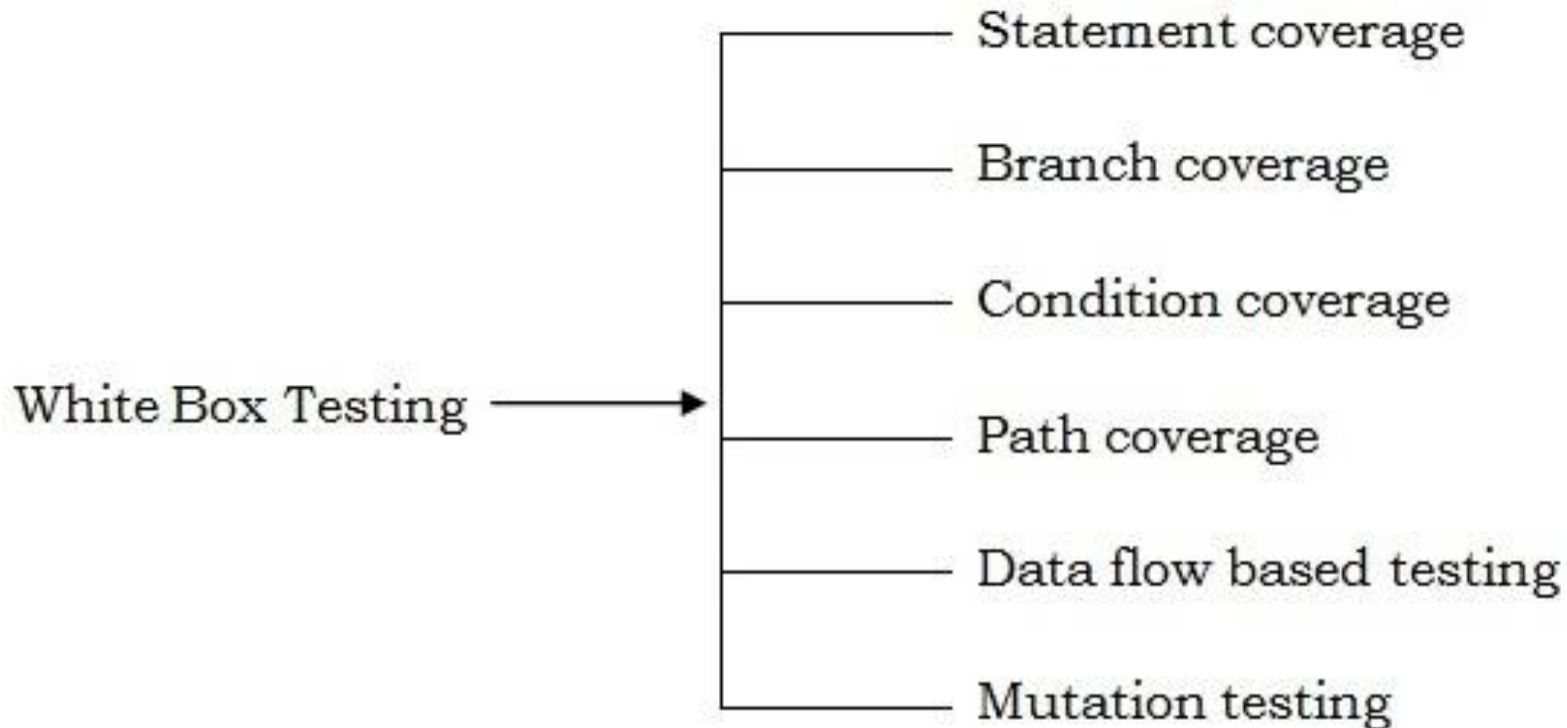 Statement coverage
Branch coverage
Condition coverage
White Box Testing
Path coverage
Data flow based testing
Mutation testing